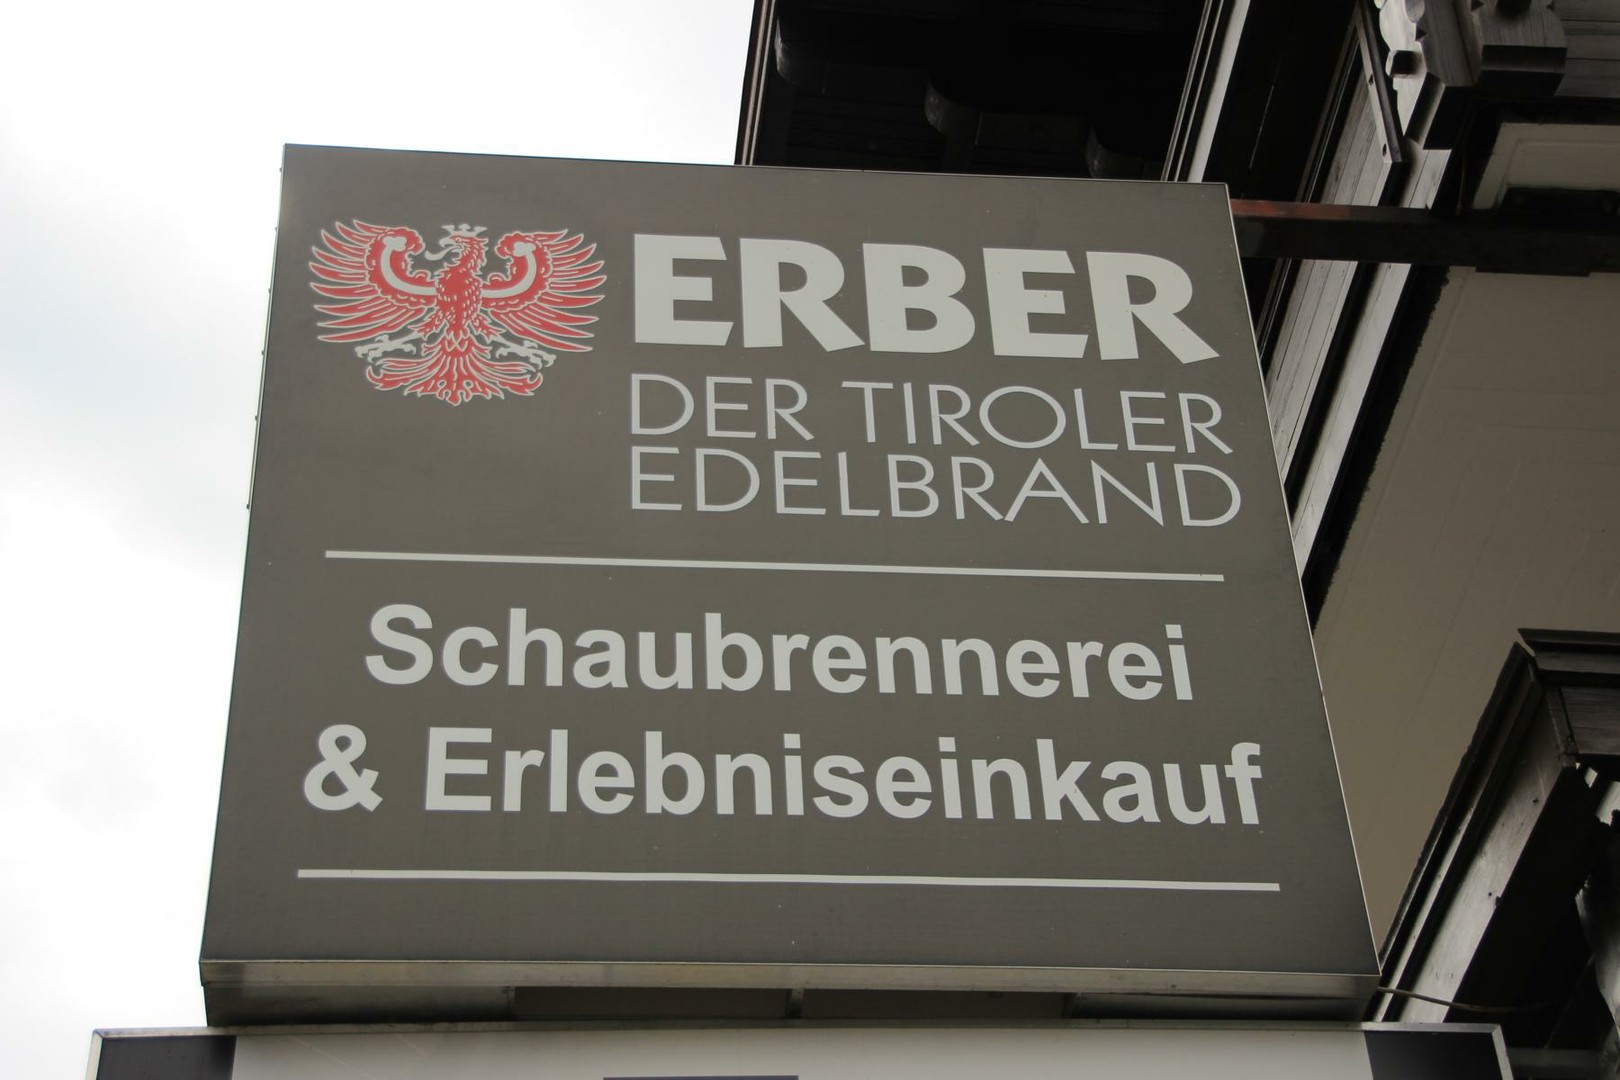 ERBER
DER TIROLER
EDELBRAND
Schaubrennerei
& Erlebniseinkauf